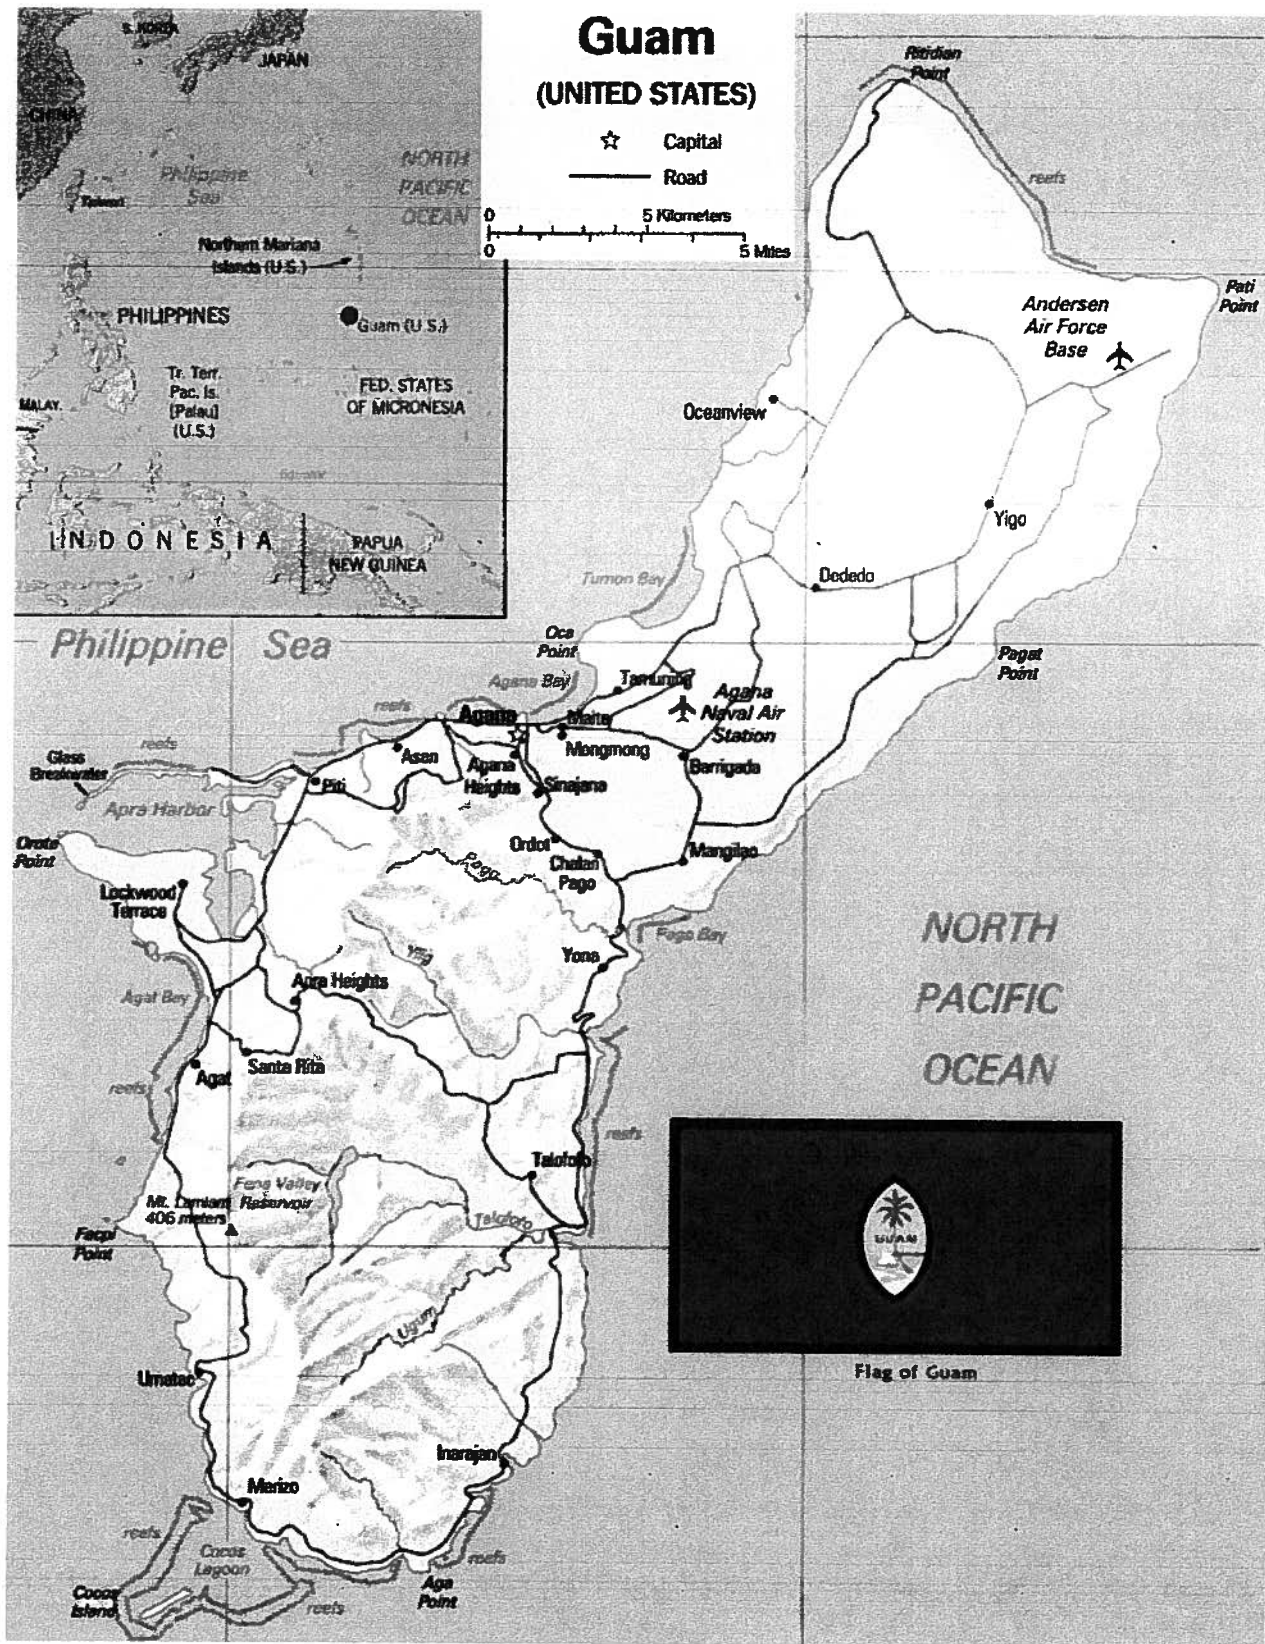 Guam
(UNITED STATES)
Capital
Road
0
5 Kilometers
0
5 Miles
S. KOREA
JAPAN
CHINA
Philippine
Sea
NORTH
PACIFIC
OCEAN
Taiwan
Northern Mariana
Islands (U.S.)
PHILIPPINES
Guam (U.S.)
Tr. Terr.
Pac. Is.
[Palau]
(U.S.)
FED. STATES
OF MICRONESIA
MALAY.
INDONESIA
PAPUA
NEW GUINEA
Ritidian
Point
reefs
Pati
Point
Andersen
Air Force
Base
Oceanview
Yigo
Dededo
Tumon Bay
Philippine Sea
Oca
Point
Pagat
Point
Agana Bay
Tamuning
reefs
Agana
Maite
Agana
Naval Air
Station
Mongmong
Asan
Agana
Heights
Barrigada
reefs
Glass
Breakwater
Piti
Sinajana
Apra Harbor
Orote
Point
Ordot
Chalan
Pago
Mangilao
Pago
Lockwood
Terrace
Pago Bay
Ylig
Yona
NORTH
PACIFIC
OCEAN
Apra Heights
Agat Bay
Santa Rita
Agat
reefs
reefs
Talofofo
Fena Valley
Reservoir
Mt. Lamlam
406 meters
Talofofo
Facpi
Point
GUAM
Ugum
Flag of Guam
Umatac
Inarajan
Merizo
reefs
Cocos
Lagoon
reefs
Aga
Point
Cocos
Island
reefs